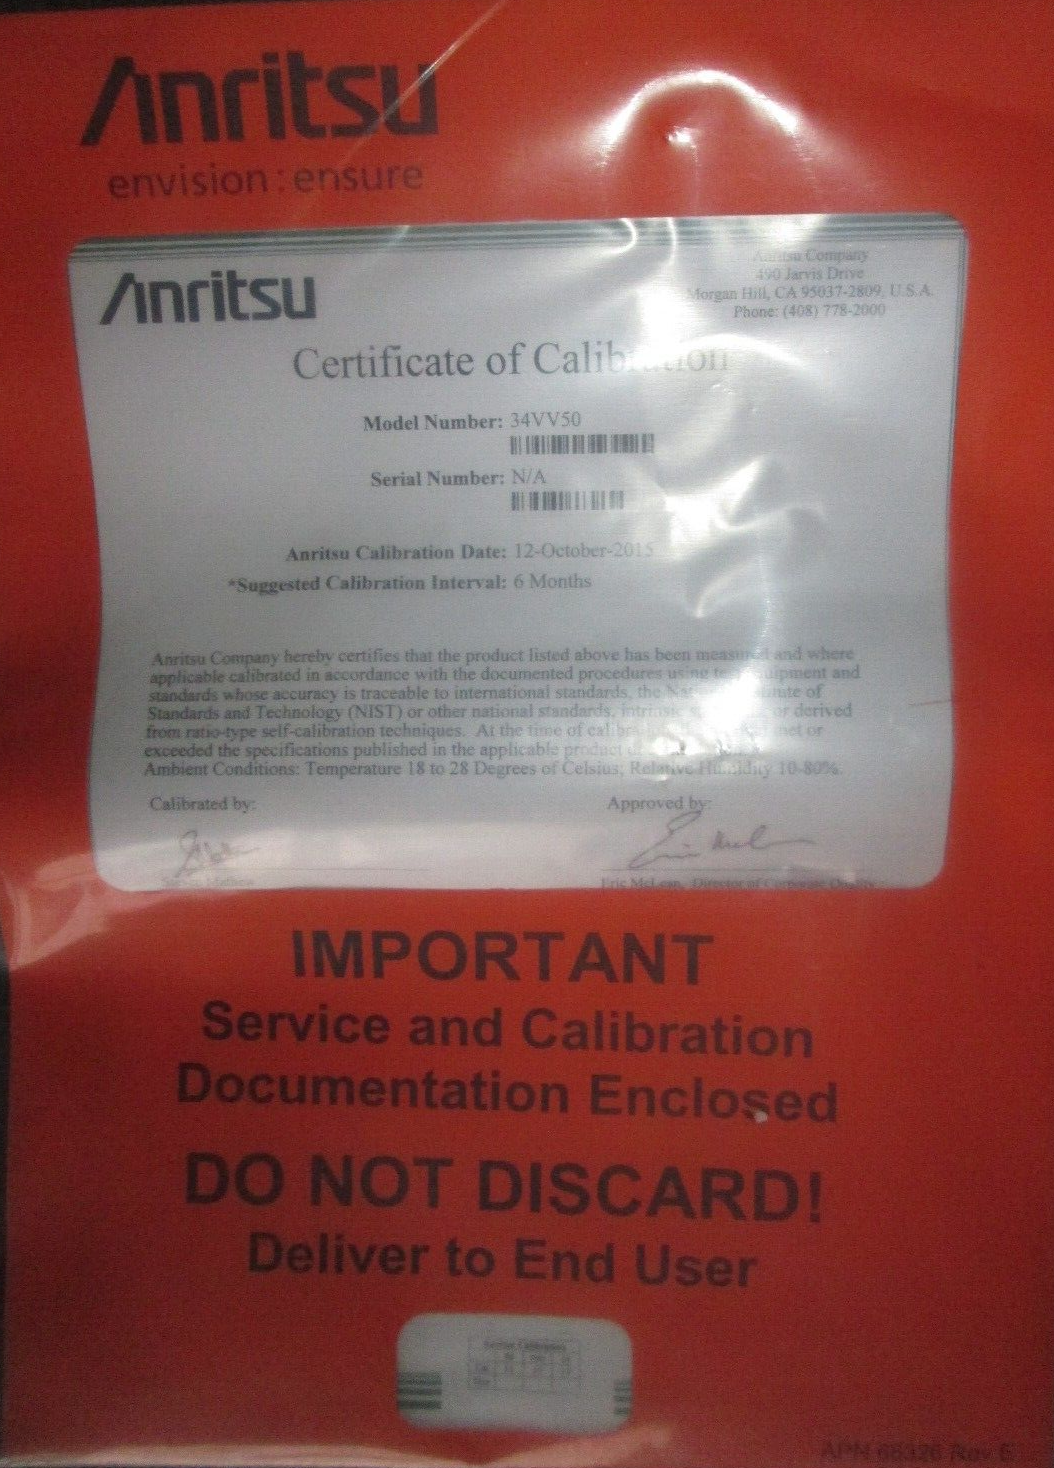 Anritsu
envision : ensure
Anritsu
Anritsu Company
490 Jarvis Drive
Morgan Hill, CA 95037-2809, U.S.A.
Phone: (408) 778-2000
Certificate of Calibration
Model Number: 34VV50
Serial Number: N/A
Anritsu Calibration Date: 12-October-2015
*Suggested Calibration Interval: 6 Months
Anritsu Company hereby certifies that the product listed above has been measured and where
applicable calibrated in accordance with the documented procedures using test equipment and
standards whose accuracy is traceable to international standards, the National Institute of
Standards and Technology (NIST) or other national standards, intrinsic or derived
from ratio-type self-calibration techniques. At the time of calibration met or
exceeded the specifications published in the applicable product
Ambient Conditions: Temperature 18 to 28 Degrees of Celsius; Relative Humidity 10-80%.
Calibrated by: Approved by:
Eric McLean, Director of Corporate Quality
IMPORTANT
Service and Calibration
Documentation Enclosed
DO NOT DISCARD!
Deliver to End User